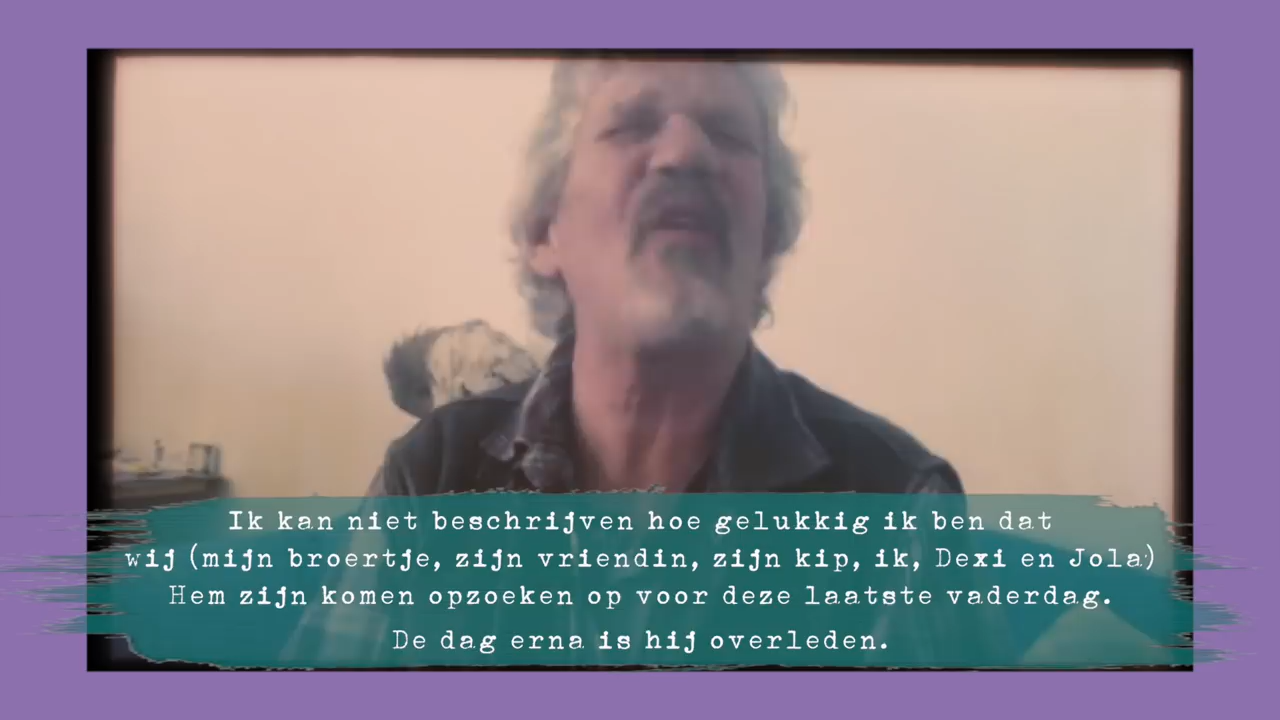 Ik kan niet beschrijven hoe gelukkig ik ben dat
wij (mijn broertje, zijn vriendin, zijn kip, ik, Dexi en Jola)
Hem zijn komen opzoeken op voor deze laatste vaderdag.
De dag erna is hij overleden.